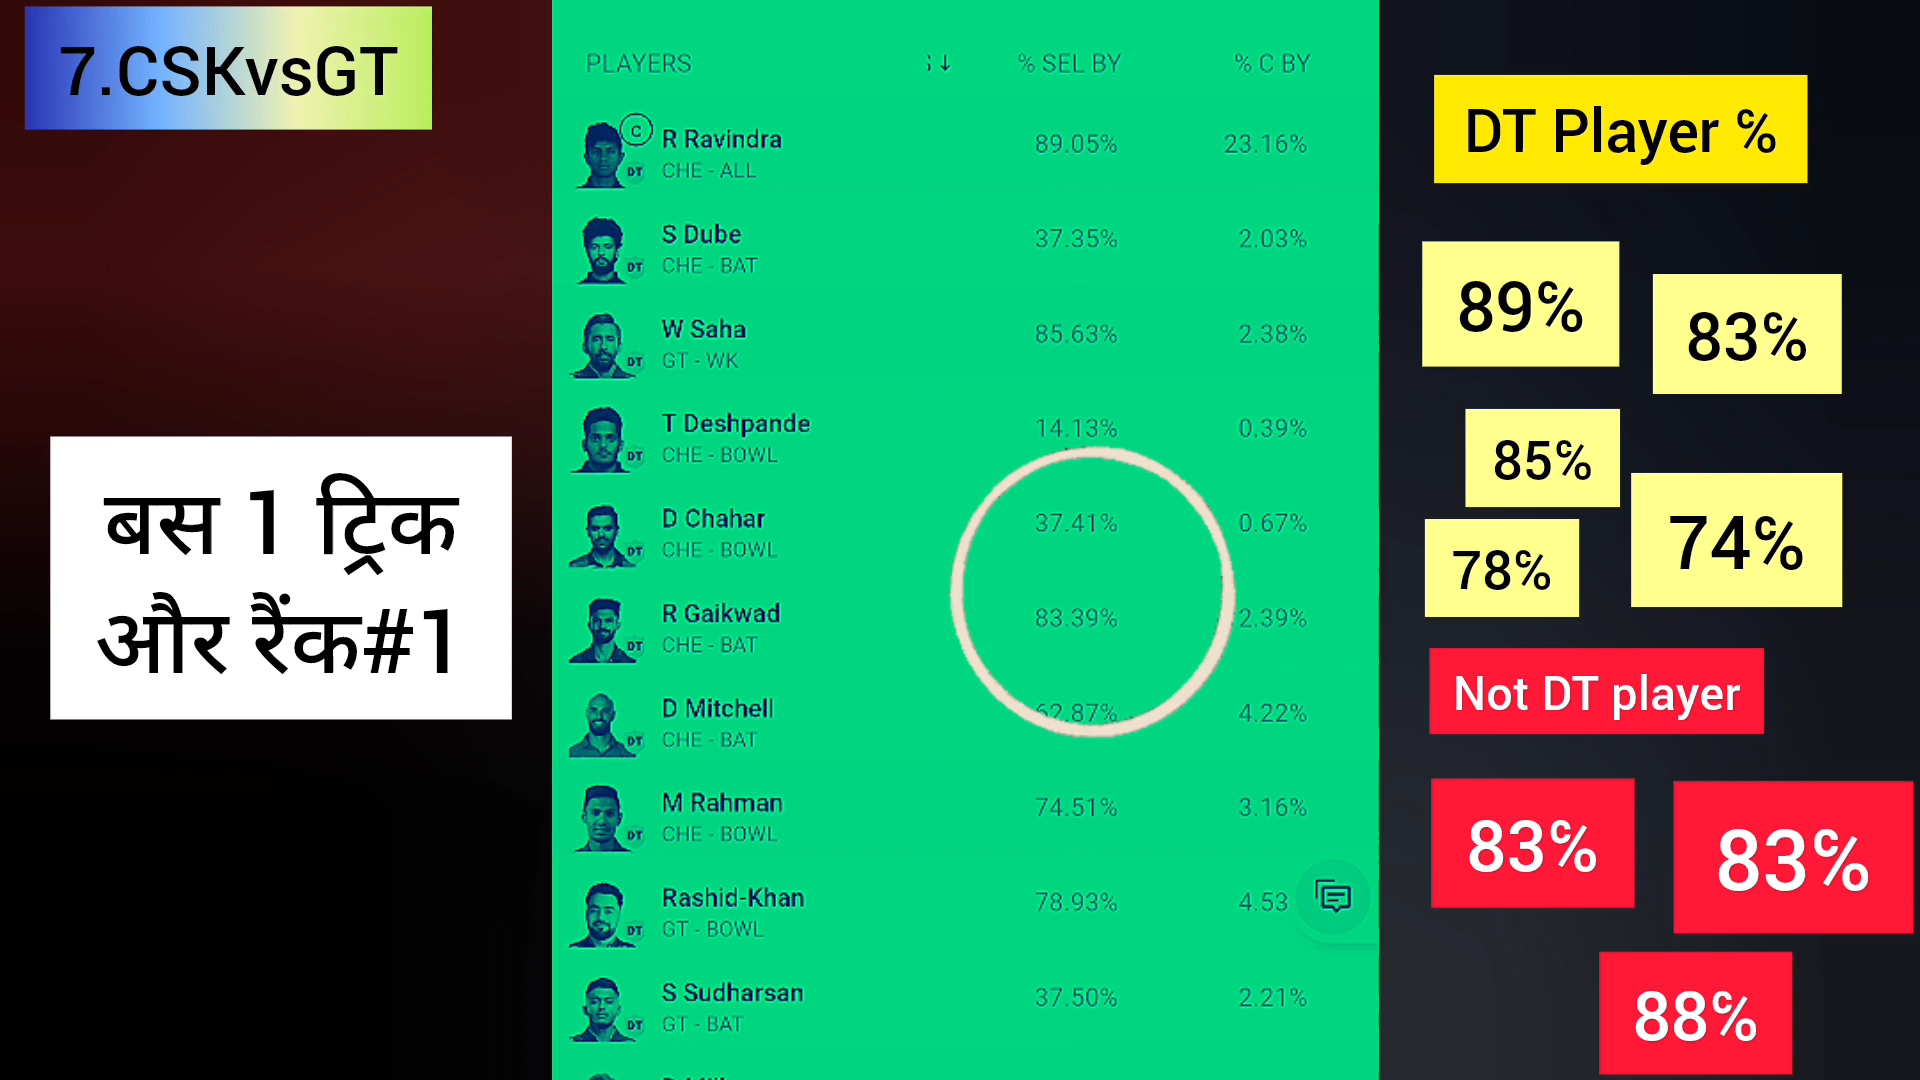 7.CSKvsGT
बस 1 ट्रिक
और रैंक#1
PLAYERS ↓ % SEL BY % C BY
C
R Ravindra 89.05% 23.16%
DT CHE - ALL
S Dube 37.35% 2.03%
DT CHE - BAT
W Saha 85.63% 2.38%
DT GT - WK
T Deshpande 14.13% 0.39%
DT CHE - BOWL
D Chahar 37.41% 0.67%
DT CHE - BOWL
R Gaikwad 83.39% 2.39%
DT CHE - BAT
D Mitchell 62.87% 4.22%
DT CHE - BAT
M Rahman 74.51% 3.16%
DT CHE - BOWL
Rashid-Khan 78.93% 4.53
DT GT - BOWL
S Sudharsan 37.50% 2.21%
DT GT - BAT
DT Player %
89%
83%
85%
74%
78%
Not DT player
83%
83%
88%